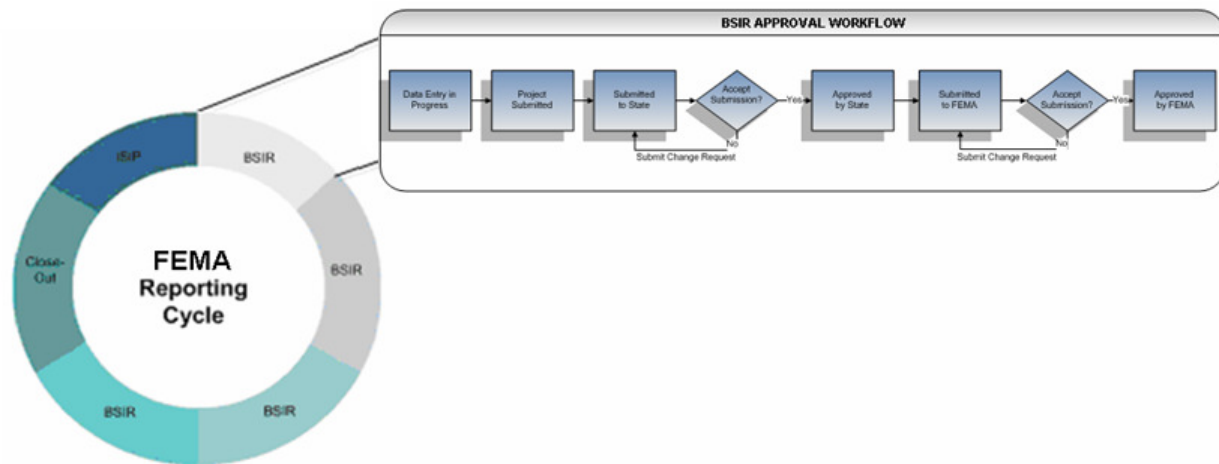 BSIR APPROVAL WORKFLOW
Data Entry in
Progress
Project
Submitted
Submitted
to State
Accept
Submission?
Yes
Approved
by State
Submitted
to FEMA
Accept
Submission?
Yes
Approved
by FEMA
No
Submit Change Request
No
Submit Change Request
ISIP
BSIR
Close-
Out
BSIR
FEMA
Reporting
Cycle
BSIR
BSIR